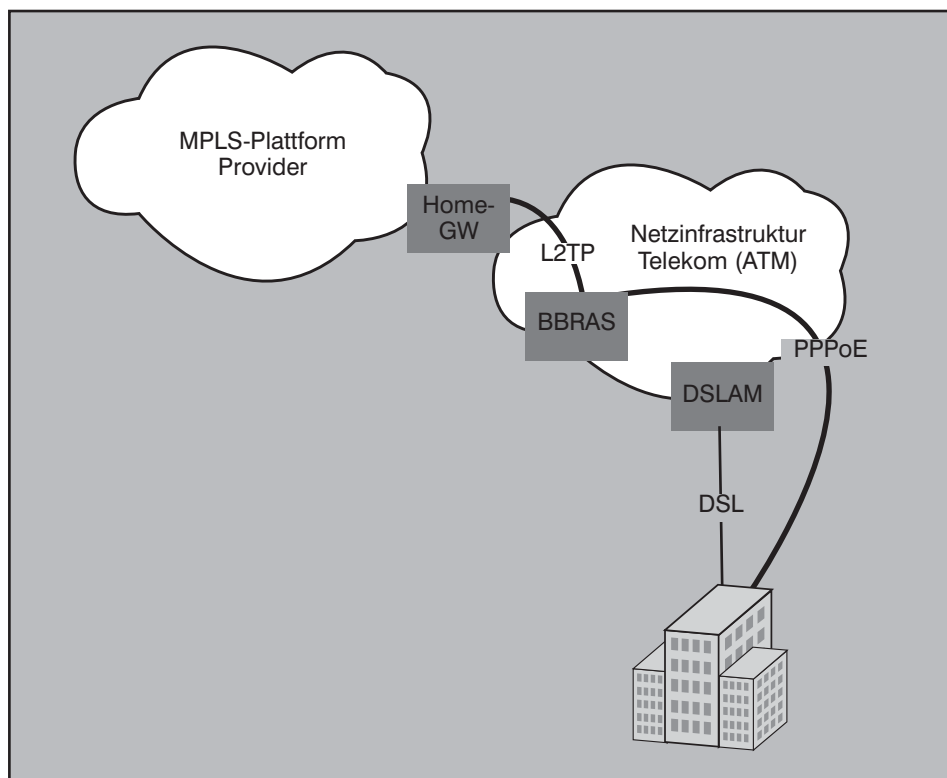 MPLS-Plattform
Provider
Home-
GW
L2TP
Netzinfrastruktur
Telekom (ATM)
BBRAS
PPPoE
DSLAM
DSL